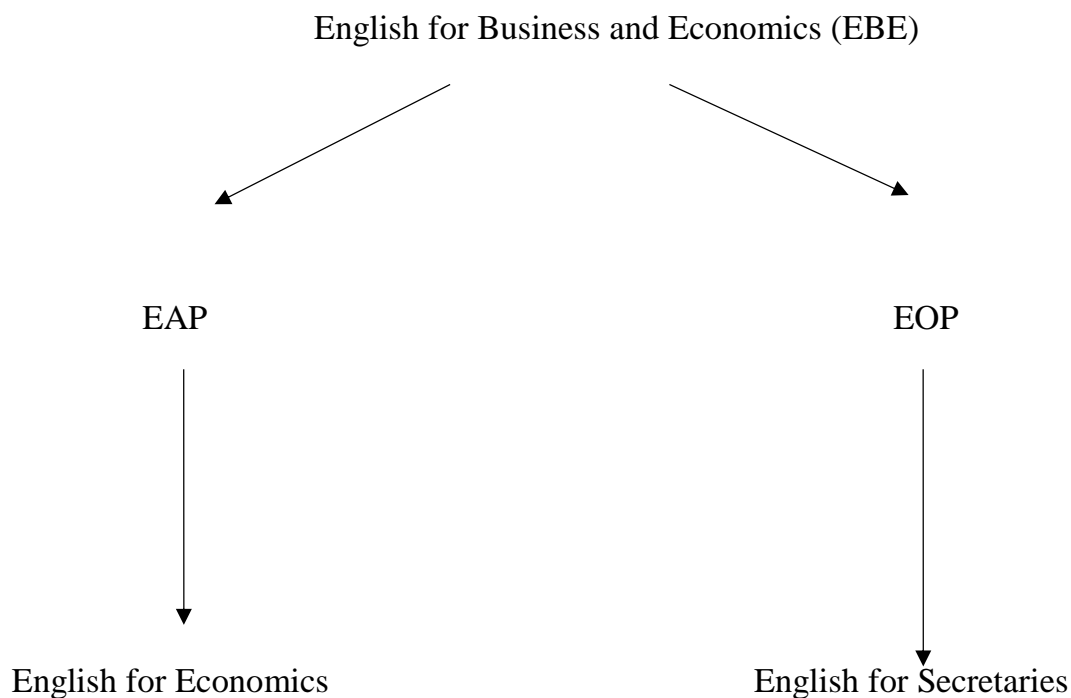 English for Business and Economics (EBE)
EAP EOP
English for Economics English for Secretaries